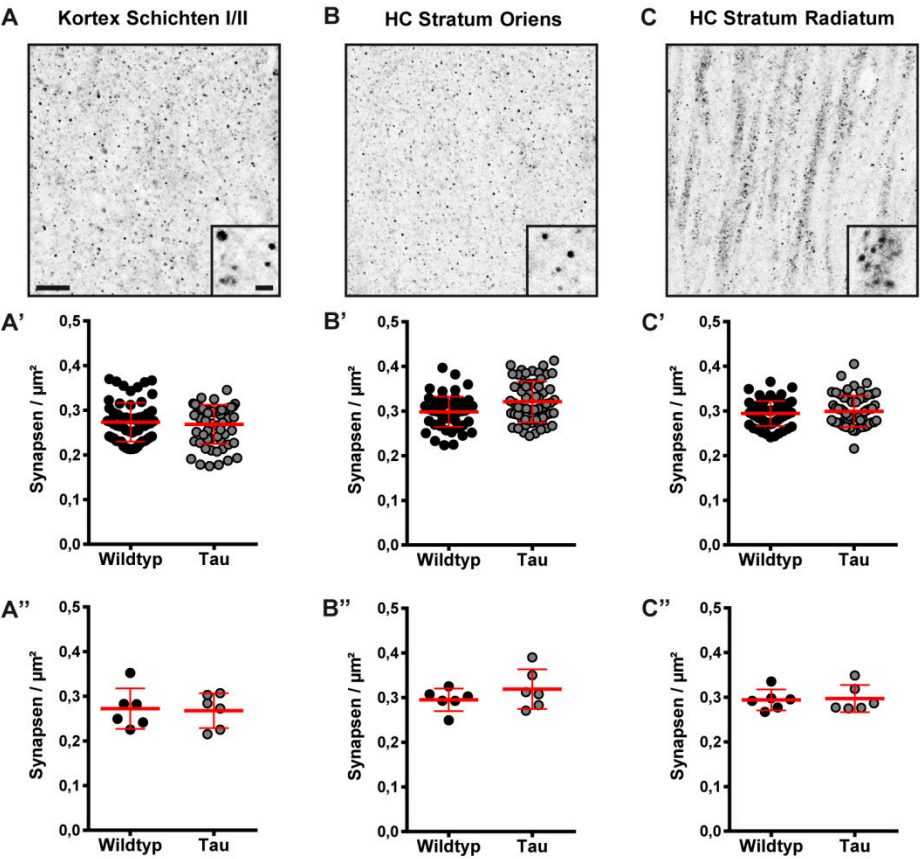 A Kortex Schichten I/II
B HC Stratum Oriens
C HC Stratum Radiatum
A’
0,5
0,4
0,3
0,2
0,1
0,0
Synapsen / µm²
Wildtyp Tau
B’
0,5
0,4
0,3
0,2
0,1
0,0
Synapsen / µm²
Wildtyp Tau
C’
0,5
0,4
0,3
0,2
0,1
0,0
Synapsen / µm²
Wildtyp Tau
A’’
0,5
0,4
0,3
0,2
0,1
0,0
Synapsen / µm²
Wildtyp Tau
B’’
0,5
0,4
0,3
0,2
0,1
0,0
Synapsen / µm²
Wildtyp Tau
C’’
0,5
0,4
0,3
0,2
0,1
0,0
Synapsen / µm²
Wildtyp Tau